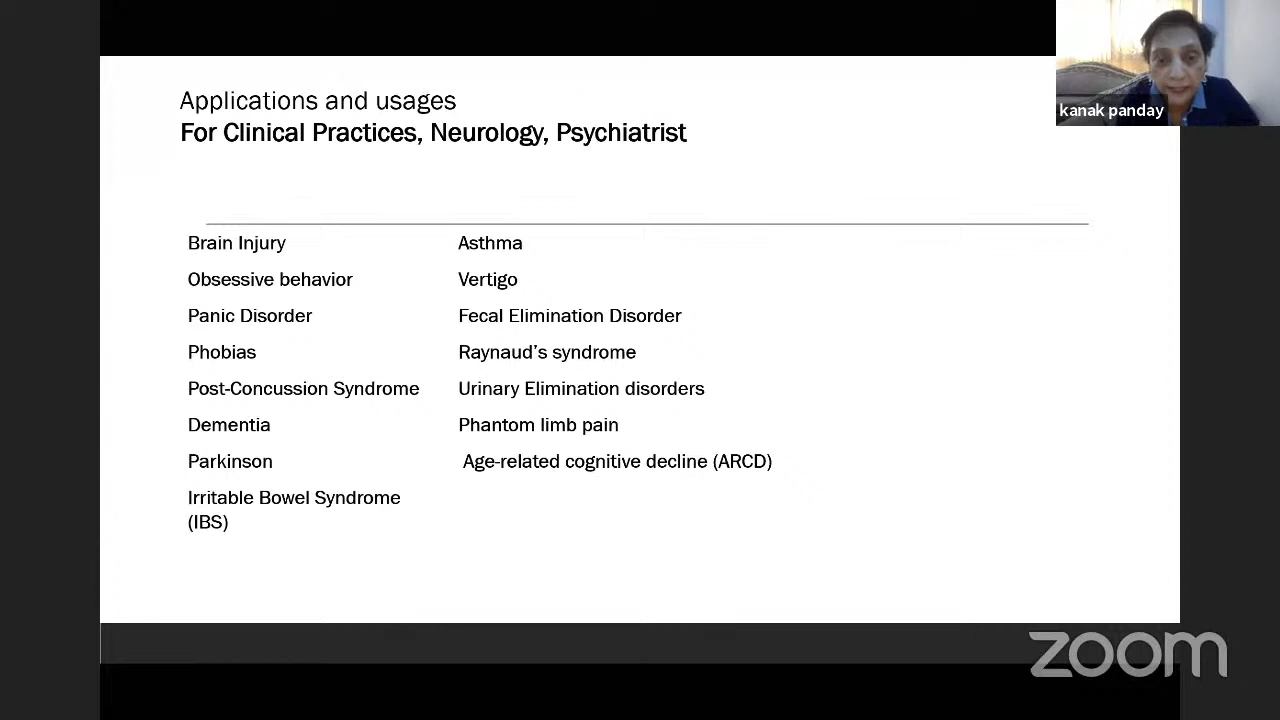 Applications and usages
For Clinical Practices, Neurology, Psychiatrist
kanak panday
Brain Injury
Obsessive behavior
Panic Disorder
Phobias
Post-Concussion Syndrome
Dementia
Parkinson
Irritable Bowel Syndrome
(IBS)
Asthma
Vertigo
Fecal Elimination Disorder
Raynaud’s syndrome
Urinary Elimination disorders
Phantom limb pain
Age-related cognitive decline (ARCD)
zoom